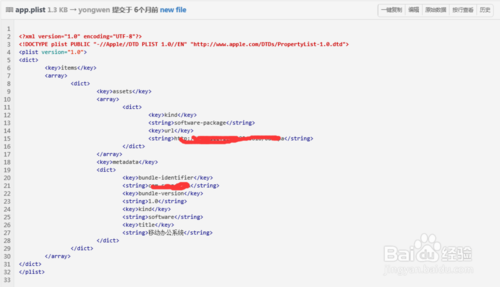 app.plist 1.3 KB → yongwen 提交于 6个月前 new file
一键复制 编辑 原始数据 按行查看 历史
1
2 <?xml version="1.0" encoding="UTF-8"?>
3 <!DOCTYPE plist PUBLIC "-//Apple//DTD PLIST 1.0//EN" "http://www.apple.com/DTDs/PropertyList-1.0.dtd">
4 <plist version="1.0">
5 <dict>
6 <key>items</key>
7 <array>
8 <dict>
9 <key>assets</key>
10 <array>
11 <dict>
12 <key>kind</key>
13 <string>software-package</string>
14 <key>url</key>
15 <string>http a</string>
16 </dict>
17 </array>
18 <key>metadata</key>
19 <dict>
20 <key>bundle-identifier</key>
21 <string> </string>
22 <key>bundle-version</key>
23 <string>1.0</string>
24 <key>kind</key>
25 <string>software</string>
26 <key>title</key>
27 <string>移动办公系统</string>
28 </dict>
29 </dict>
30 </array>
31 </dict>
32 </plist>
33
Baidu 经验
jingyan.baidu.com